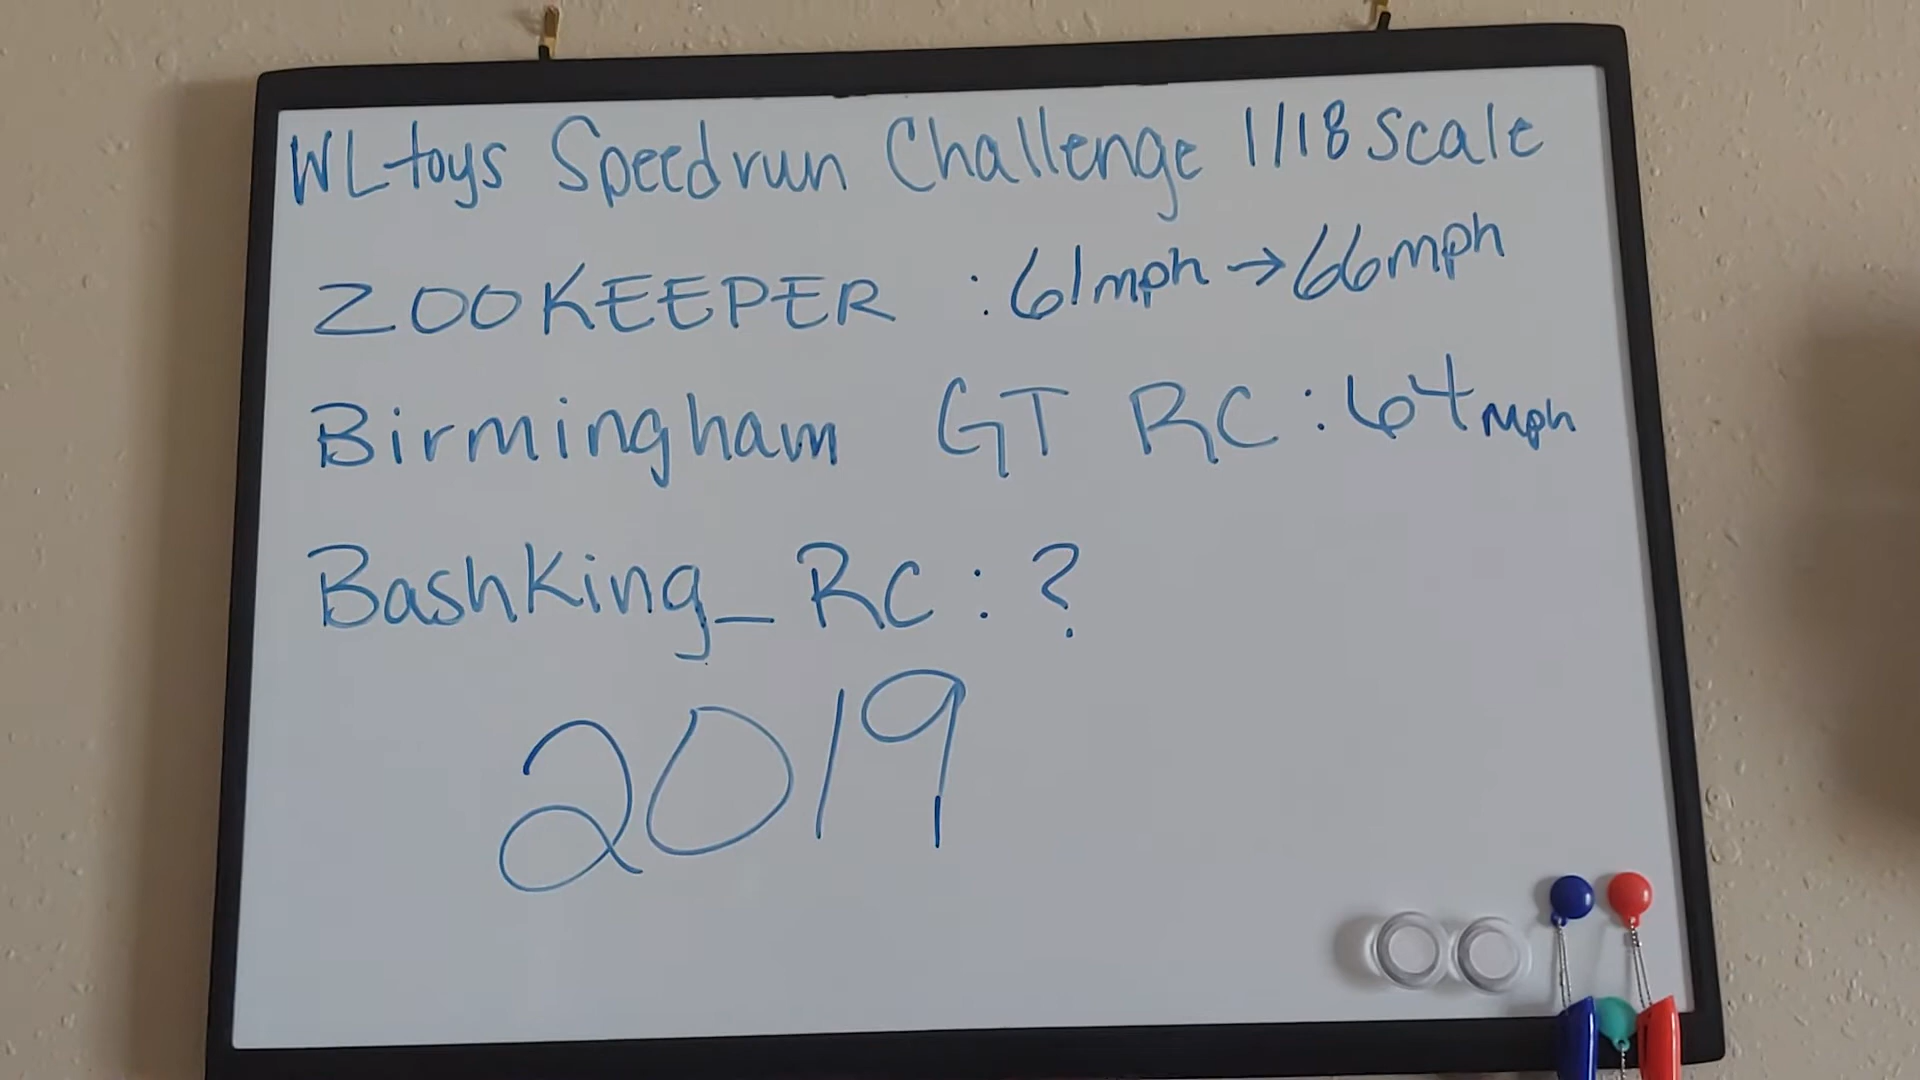 WLtoys Speedrun Challenge 1/18 scale
ZOOKEEPER : 61mph → 66mph
Birmingham GT RC : 64mph
BashKing_RC : ?
2019